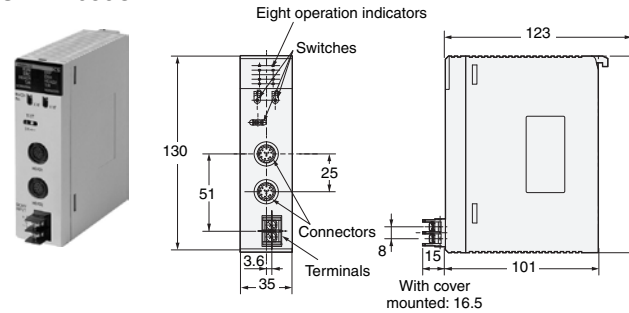 Eight operation indicators
Switches
123
130
51
25
Connectors
Terminals
3.6
35
8
15
101
With cover
mounted: 16.5